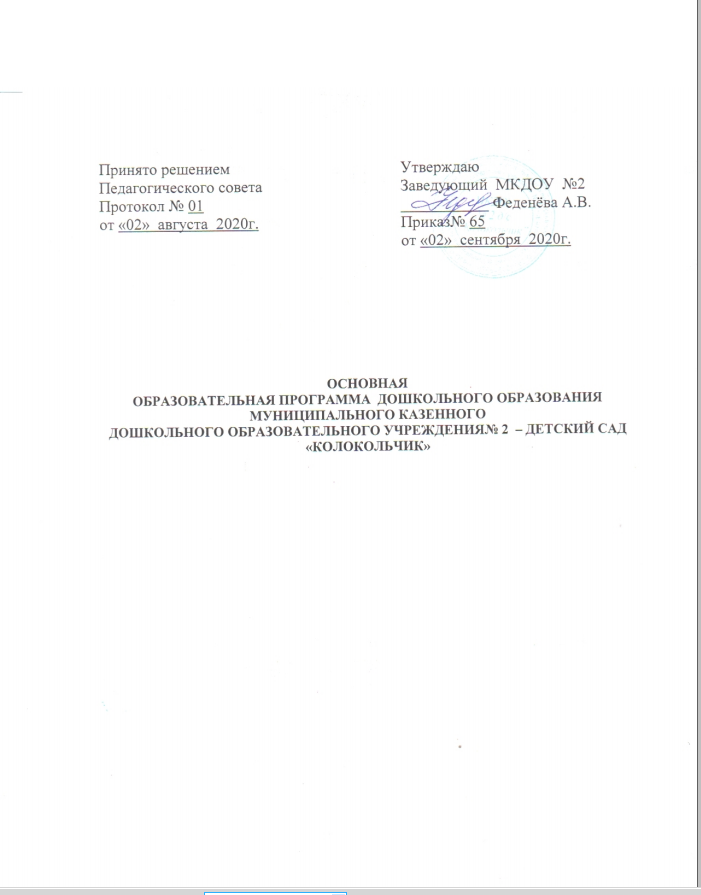 Принято решением
Педагогического совета
Протокол № 01
от «02» августа 2020г.
Утверждаю
Заведующий МКДОУ №2
Феденёва А.В.
Приказ№ 65
от «02» сентября 2020г.
ОСНОВНАЯ
ОБРАЗОВАТЕЛЬНАЯ ПРОГРАММА ДОШКОЛЬНОГО ОБРАЗОВАНИЯ
МУНИЦИПАЛЬНОГО КАЗЕННОГО
ДОШКОЛЬНОГО ОБРАЗОВАТЕЛЬНОГО УЧРЕЖДЕНИЯ№ 2 – ДЕТСКИЙ САД
«КОЛОКОЛЬЧИК»